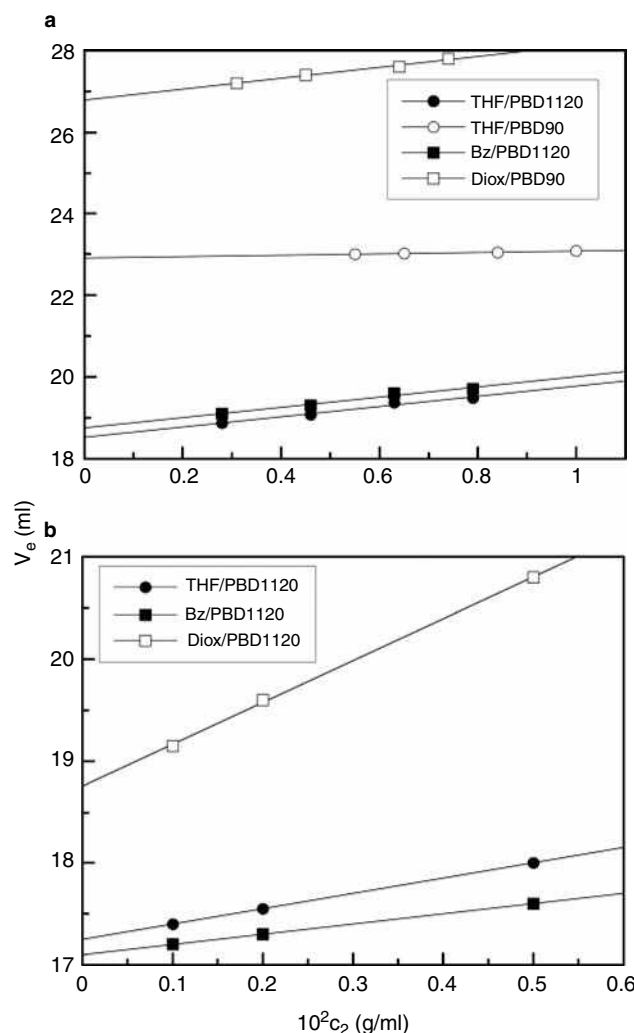 a
28
26
24
22
20
18
THF/PBD1120
THF/PBD90
Bz/PBD1120
Diox/PBD90
0 0.2 0.4 0.6 0.8 1
V_e (ml)
b
21
20
19
18
17
THF/PBD1120
Bz/PBD1120
Diox/PBD1120
0.0 0.1 0.2 0.3 0.4 0.5 0.6
10²c₂ (g/ml)